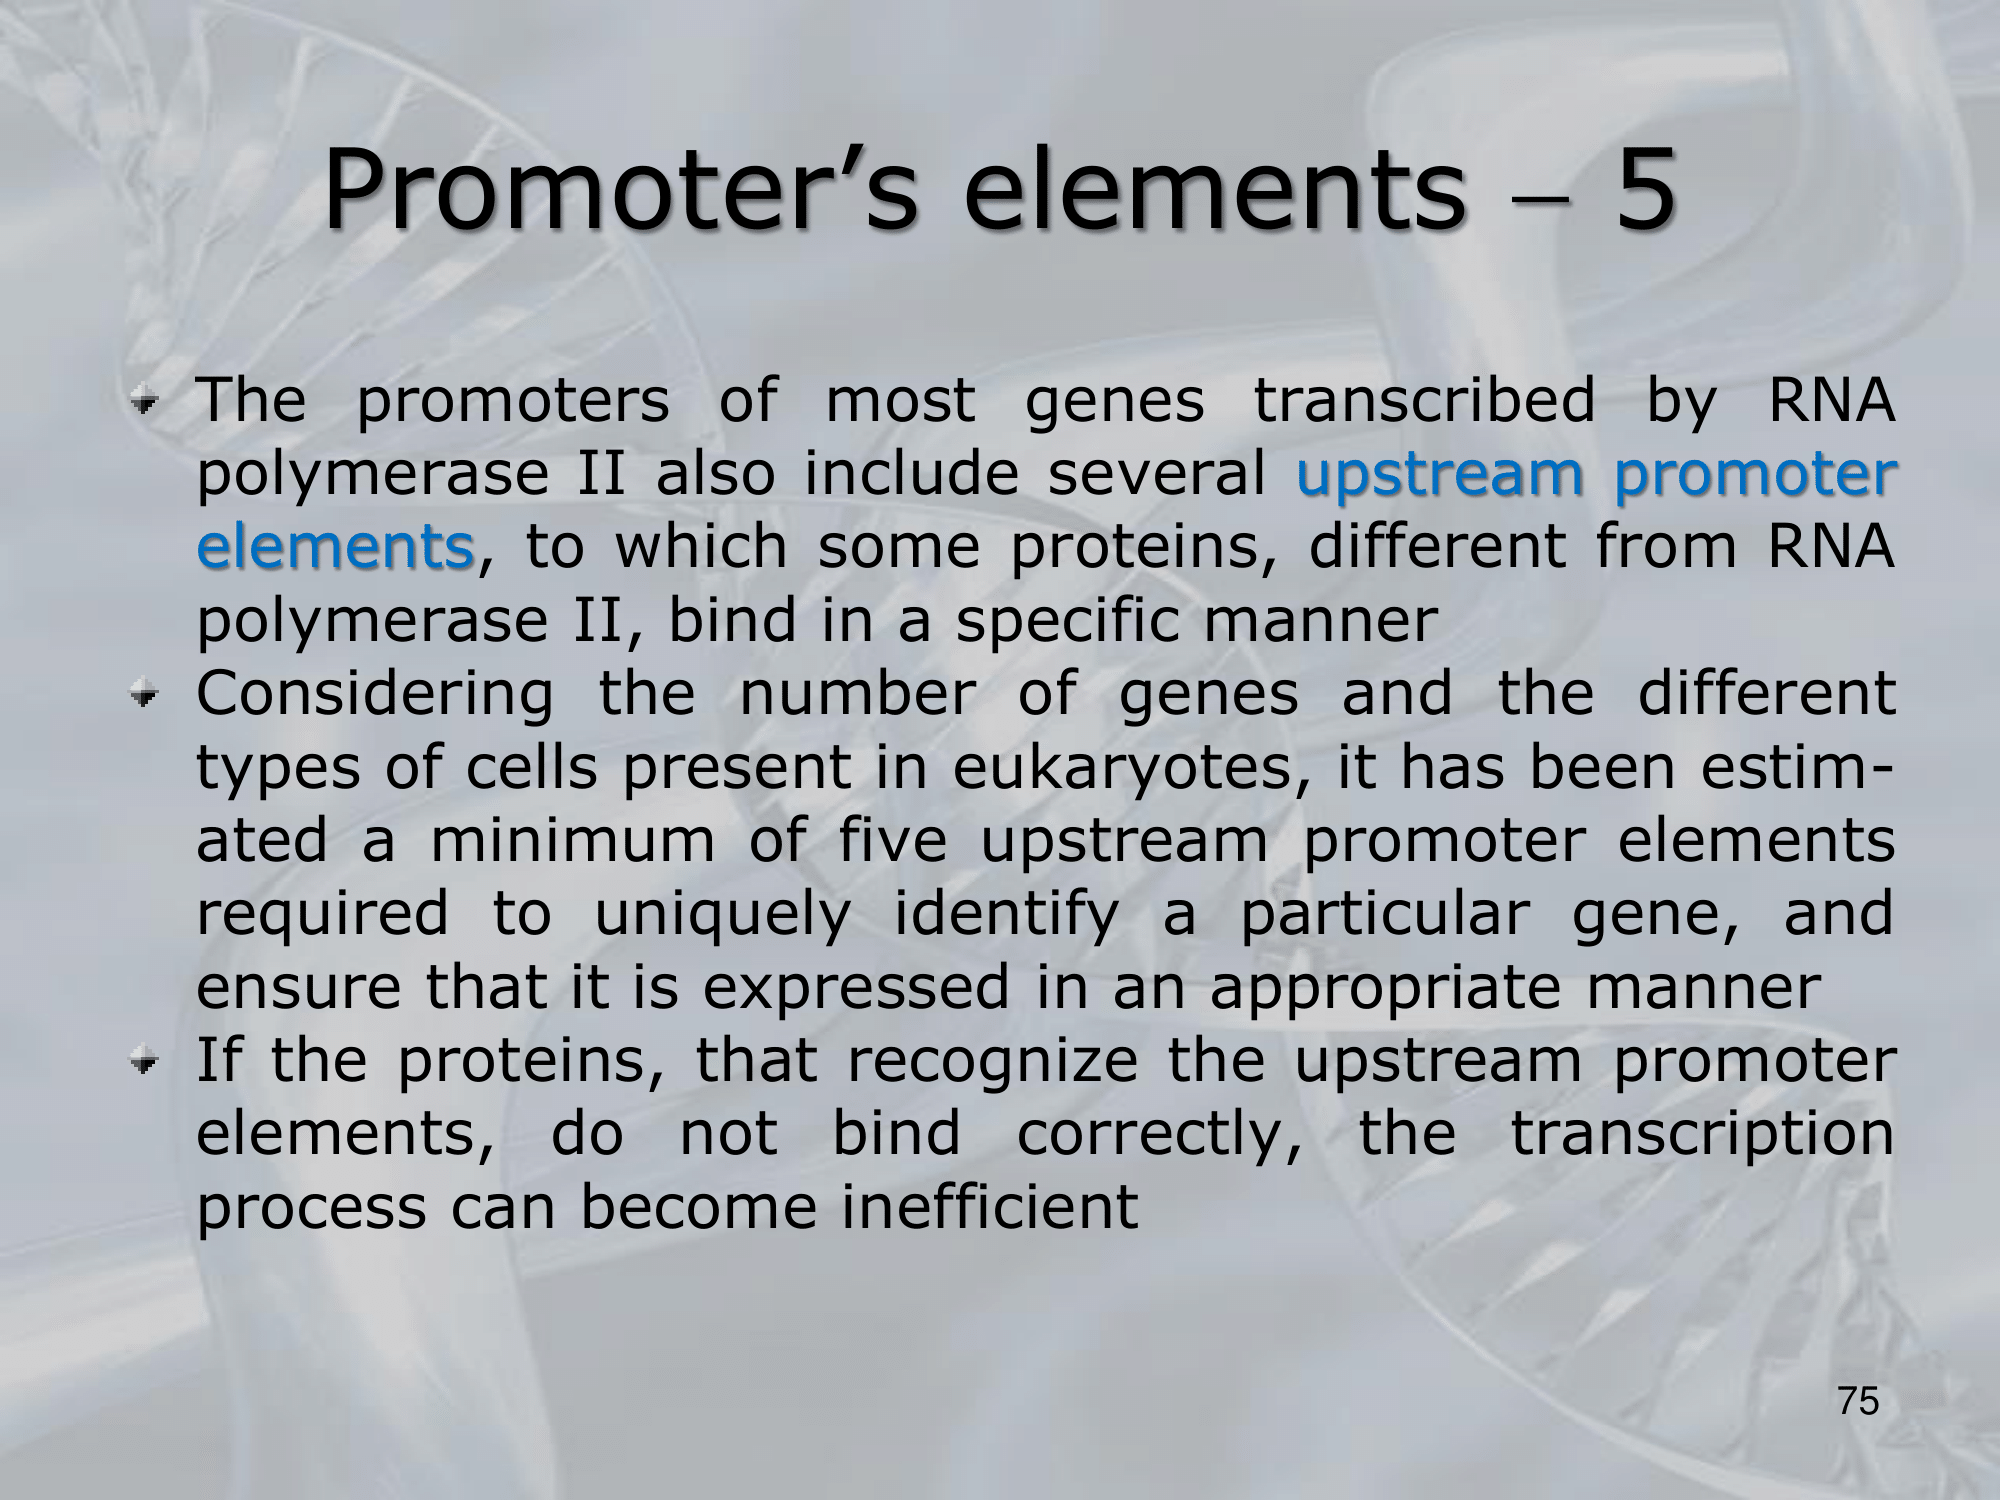 Promoter’s elements – 5
The promoters of most genes transcribed by RNA
polymerase II also include several upstream promoter
elements, to which some proteins, different from RNA
polymerase II, bind in a specific manner
Considering the number of genes and the different
types of cells present in eukaryotes, it has been estim-
ated a minimum of five upstream promoter elements
required to uniquely identify a particular gene, and
ensure that it is expressed in an appropriate manner
If the proteins, that recognize the upstream promoter
elements, do not bind correctly, the transcription
process can become inefficient
75